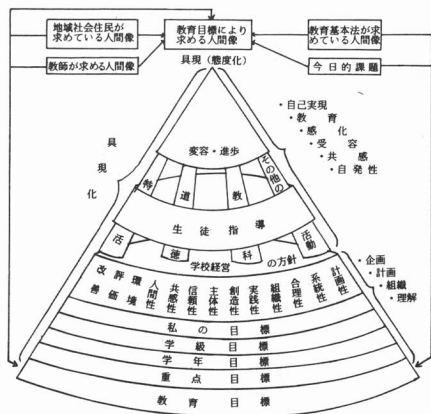 地域社会住民が
求めている人間像
教育目標により
求める人間像
教育基本法が求
めている人間像
教師が求める人間像
今日的課題
具現(態度化)
具現化
・自己実現
・教育
・感化
・受容
・共感
・自発性
変容・進歩
特
道
教
その他の
生徒指導
活
徳
科
活動
学校経営の方針
・企画
・計画
・組織
・理解
改善
評価
環境
人間性
共感性
信頼性
主体性
創造性
実践性
組織性
合理性
系統性
計画性
私の目標
学級目標
学年目標
重点目標
教育目標